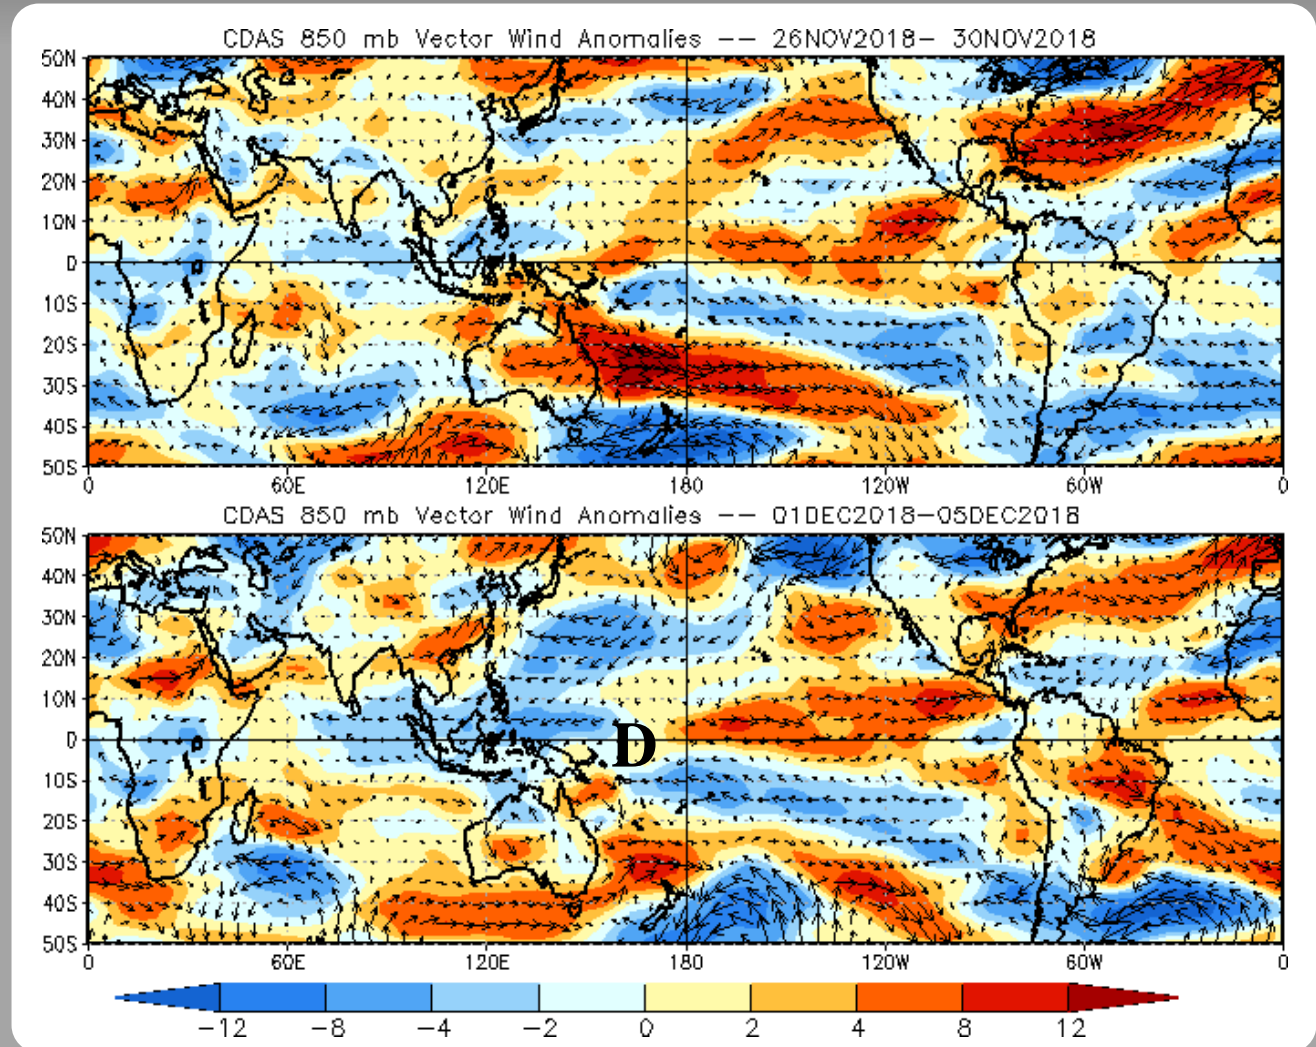 CDAS 850 mb Vector Wind Anomalies -- 26NOV2018- 30NOV2018
50N
40N
30N
20N
10N
0
10S
20S
30S
40S
50S
0 60E 120E 180 120W 60W 0
CDAS 850 mb Vector Wind Anomalies -- 01DEC2018-05DEC2018
50N
40N
30N
20N
10N
0
D
10S
20S
30S
40S
50S
0 60E 120E 180 120W 60W 0
-12 -8 -4 -2 0 2 4 8 12